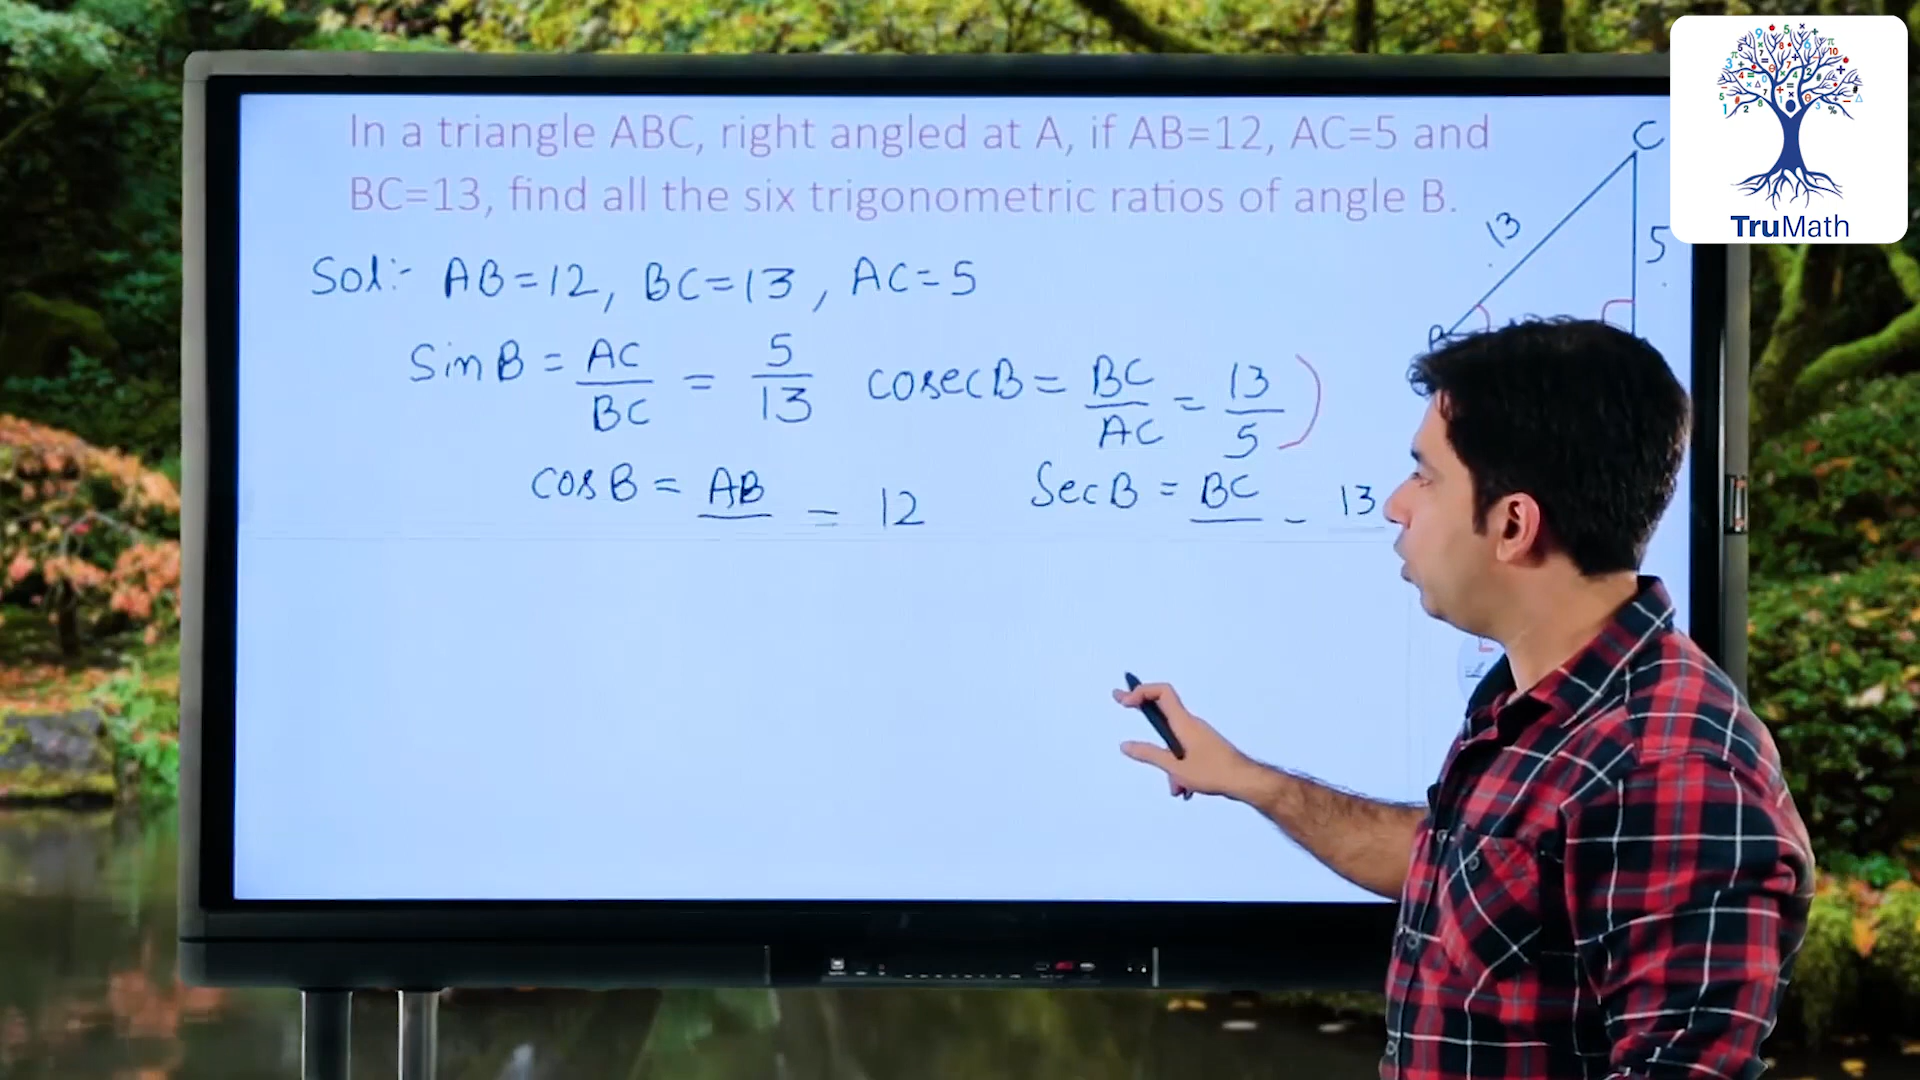 In a triangle ABC, right angled at A, if AB=12, AC=5 and
BC=13, find all the six trigonometric ratios of angle B.
Sol:- AB=12, BC=13, AC=5
Sin B = AC/BC = 5/13 cosec B = BC/AC = 13/5
cos B = AB = 12 Sec B = BC - 13
C
13
5
B
TruMath